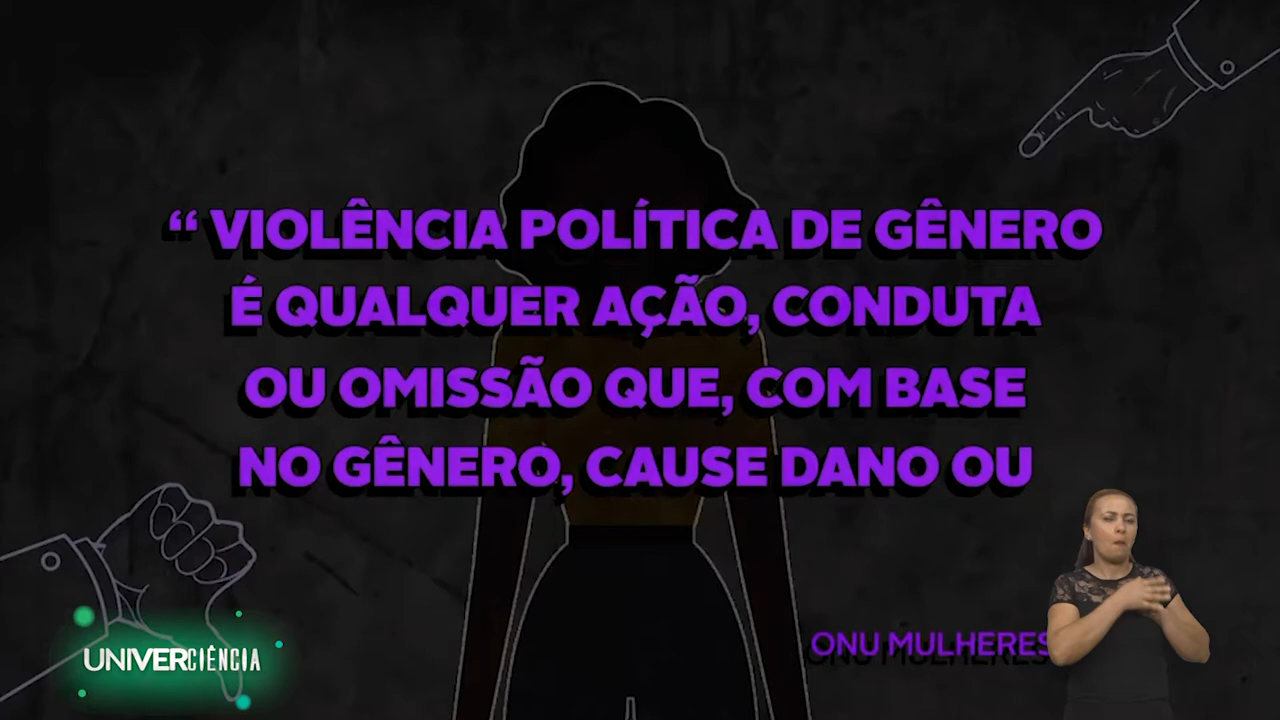 “ VIOLÊNCIA POLÍTICA DE GÊNERO
É QUALQUER AÇÃO, CONDUTA
OU OMISSÃO QUE, COM BASE
NO GÊNERO, CAUSE DANO OU
ONU MULHERES
UNIVERCIÊNCIA